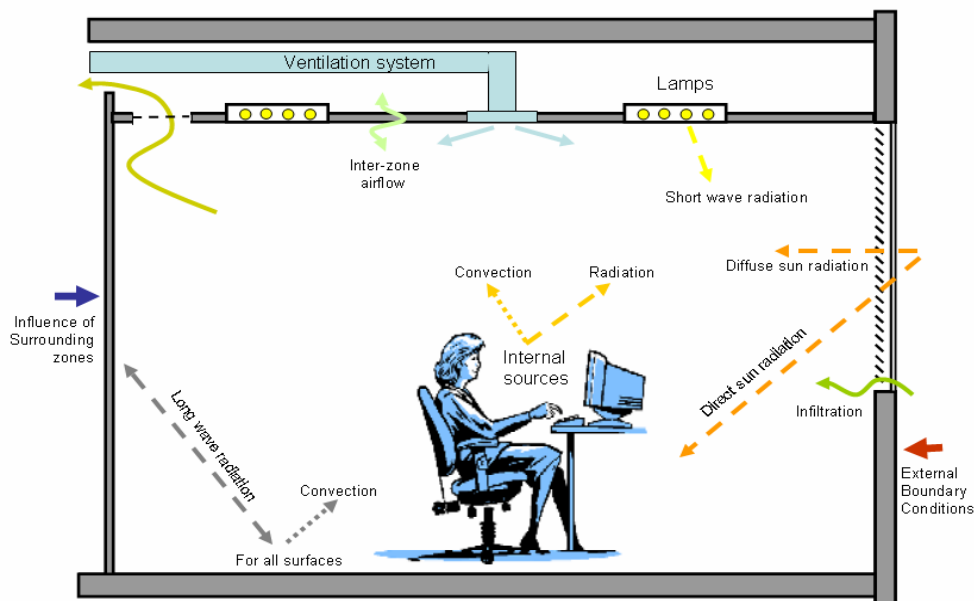 Ventilation system
Lamps
Inter-zone
airflow
Short wave radiation
Convection
Radiation
Diffuse sun radiation
Influence of
Surrounding
zones
Internal
sources
Direct sun radiation
Long wave radiation
Infiltration
External
Boundary
Conditions
Convection
For all surfaces